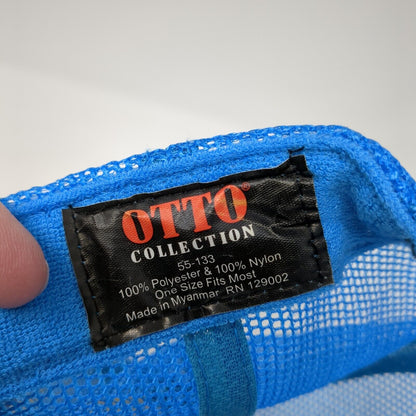 OTTO®
COLLECTION
55-133
100% Polyester & 100% Nylon
One Size Fits Most
Made in Myanmar RN 129002